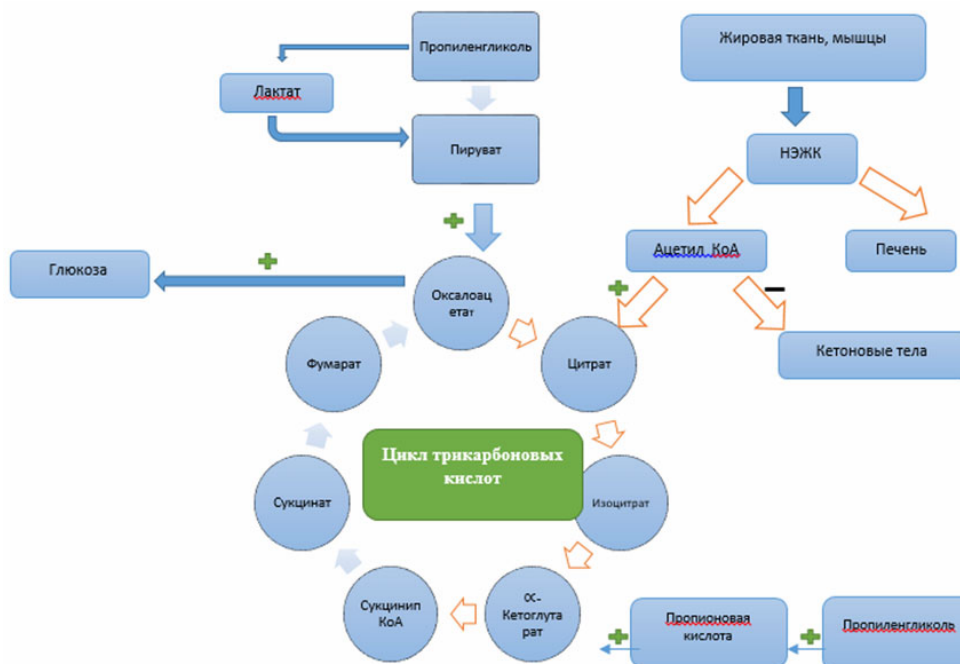 Пропиленгликоль
Жировая ткань, мышцы
Лактат
Пируват
НЭЖК
Ацетил КоА
Печень
Глюкоза
Оксалоац
етат
Кетоновые тела
Фумарат
Цитрат
Цикл трикарбоновых
кислот
Сукцинат
Изоцитрат
Сукцинип
КоА
α-
Кетоглута
рат
Пропионовая
кислота
Пропиленгликоль